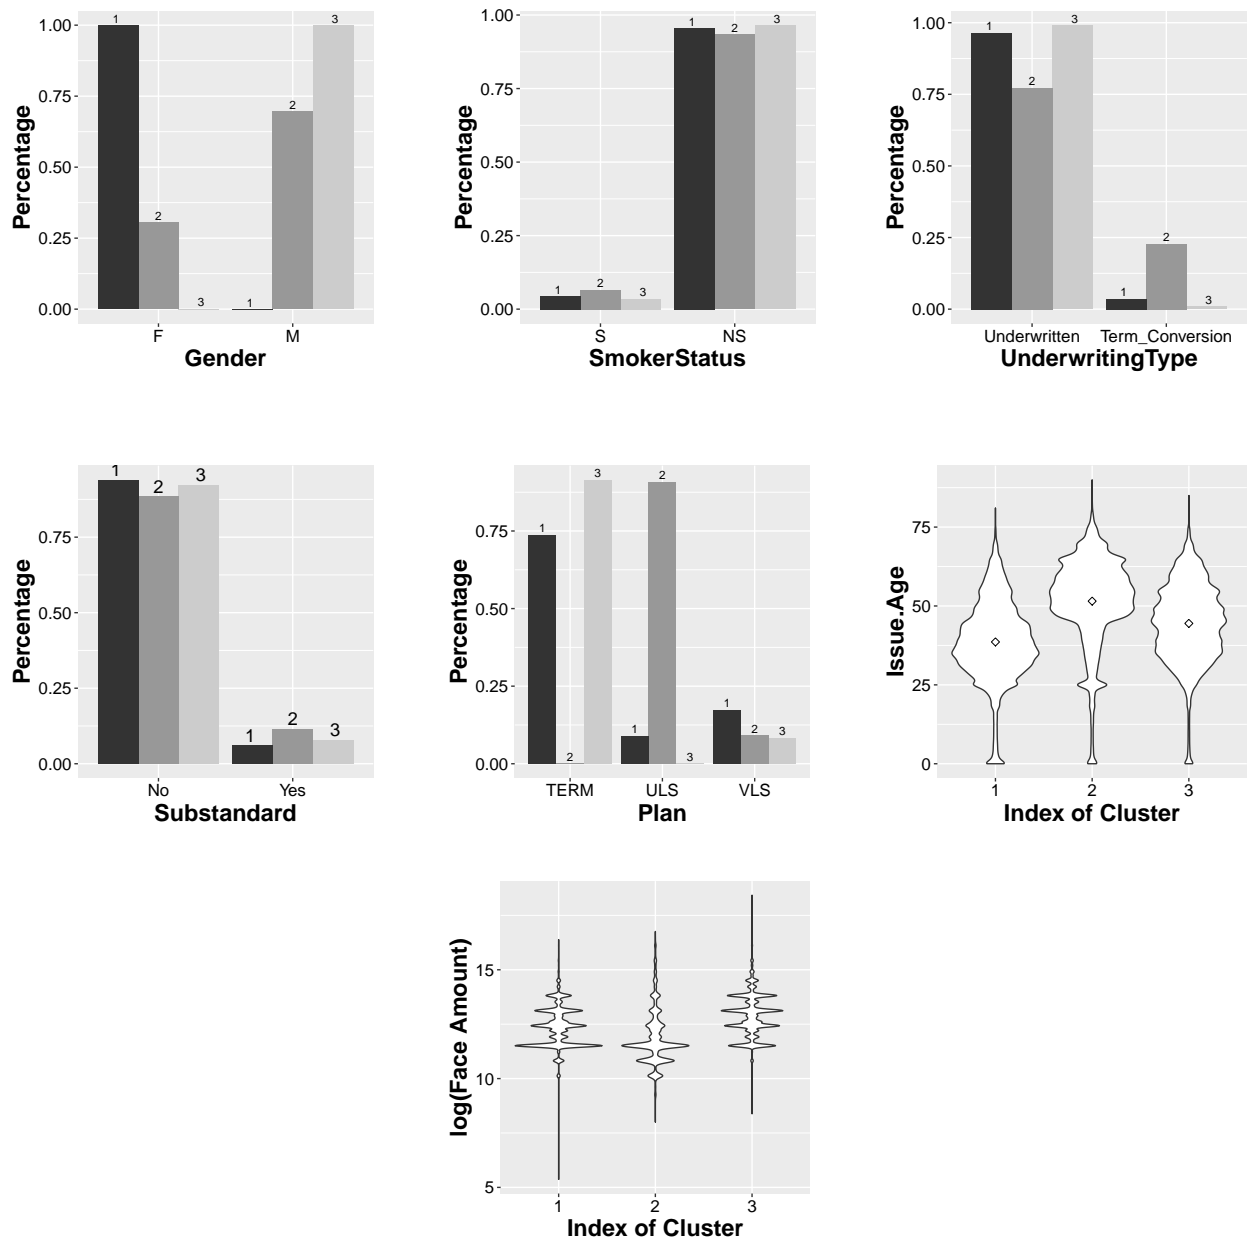 1
2
3
1
2
3
0.00
0.25
0.50
0.75
1.00
F
M
Gender
Percentage
1
2
3
1
2
3
0.00
0.25
0.50
0.75
1.00
S
NS
SmokerStatus
Percentage
1
2
3
1
2
3
0.00
0.25
0.50
0.75
1.00
Underwritten
Term_Conversion
UnderwritingType
Percentage
1
2
3
1
2
3
0.00
0.25
0.50
0.75
No
Yes
Substandard
Percentage
1
2
3
1
2
3
1
2
3
0.00
0.25
0.50
0.75
TERM
ULS
VLS
Plan
Percentage
0
25
50
75
1
2
3
Index of Cluster
Issue.Age
5
10
15
1
2
3
Index of Cluster
log(Face Amount)